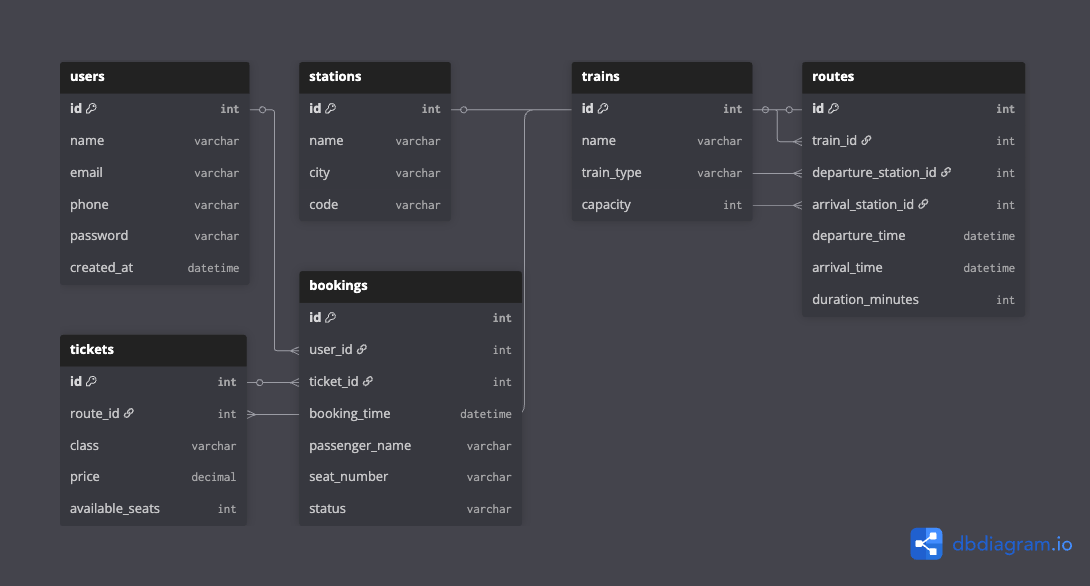 users
id int
name varchar
email varchar
phone varchar
password varchar
created_at datetime
stations
id int
name varchar
city varchar
code varchar
trains
id int
name varchar
train_type varchar
capacity int
routes
id int
train_id int
departure_station_id int
arrival_station_id int
departure_time datetime
arrival_time datetime
duration_minutes int
bookings
id int
user_id int
ticket_id int
booking_time datetime
passenger_name varchar
seat_number varchar
status varchar
tickets
id int
route_id int
class varchar
price decimal
available_seats int
dbdiagram.io